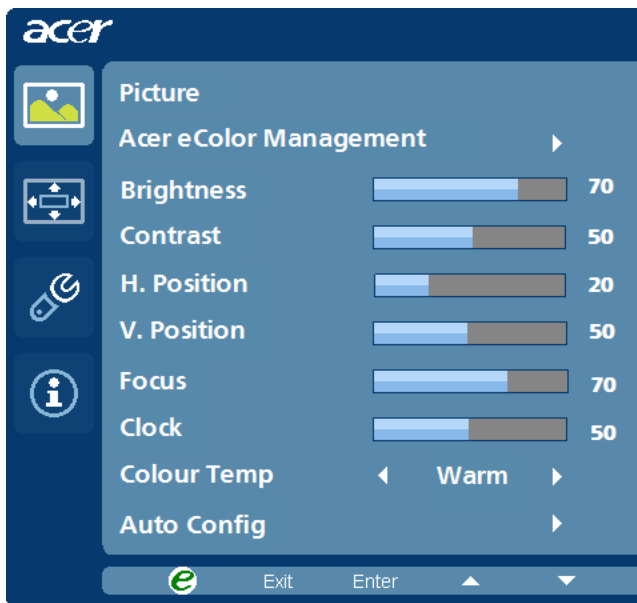 acer
Picture
Acer eColor Management
Brightness 70
Contrast 50
H. Position 20
V. Position 50
Focus 70
Clock 50
Colour Temp Warm
Auto Config
e Exit Enter